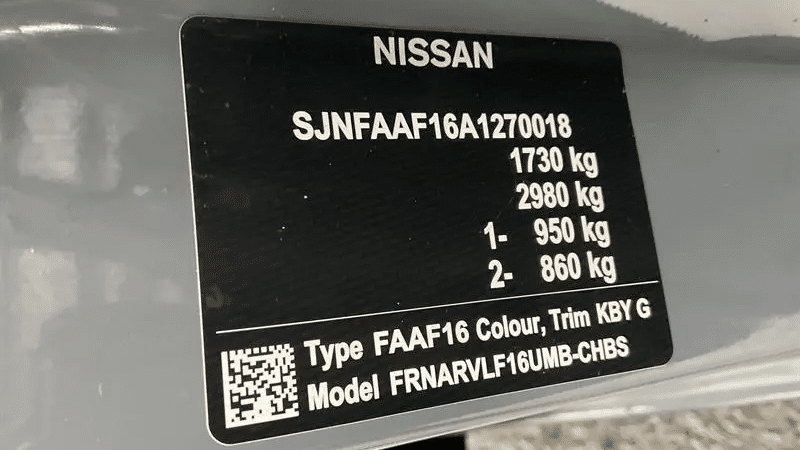 NISSAN
SJNFAAF16A1270018
1730 kg
2980 kg
1- 950 kg
2- 860 kg
Type FAAF16 Colour, Trim KBY G
Model FRNARVLF16UMB-CHBS